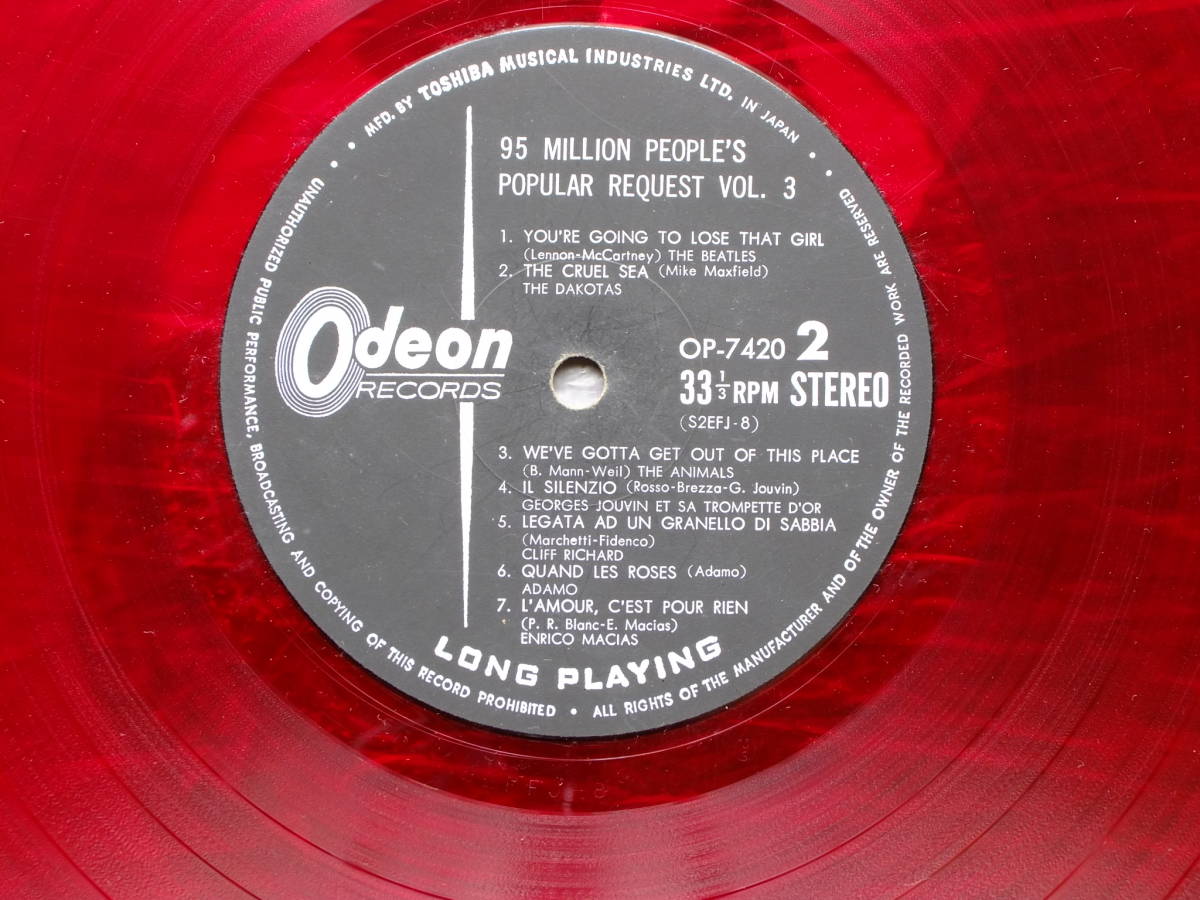 MFD. BY TOSHIBA MUSICAL INDUSTRIES LTD. IN JAPAN
95 MILLION PEOPLE'S
POPULAR REQUEST VOL. 3
1. YOU'RE GOING TO LOSE THAT GIRL
(Lennon-McCartney) THE BEATLES
2. THE CRUEL SEA (Mike Maxfield)
THE DAKOTAS
Odeon
RECORDS
OP-7420 2
33 1/3 RPM STEREO
(S2EFJ-8)
3. WE'VE GOTTA GET OUT OF THIS PLACE
(B. Mann-Weil) THE ANIMALS
4. IL SILENZIO (Rosso-Brezza-G. Jouvin)
GEORGES JOUVIN ET SA TROMPETTE D'OR
5. LEGATA AD UN GRANELLO DI SABBIA
(Marchetti-Fidenco)
CLIFF RICHARD
6. QUAND LES ROSES (Adamo)
ADAMO
7. L'AMOUR, C'EST POUR RIEN
(P. R. Blanc-E. Macias)
ENRICO MACIAS
LONG PLAYING
UNAUTHORIZED PUBLIC PERFORMANCE, BROADCASTING AND COPYING OF THIS RECORD PROHIBITED • ALL RIGHTS OF THE MANUFACTURER AND OF THE OWNER OF THE RECORDED WORK ARE RESERVED